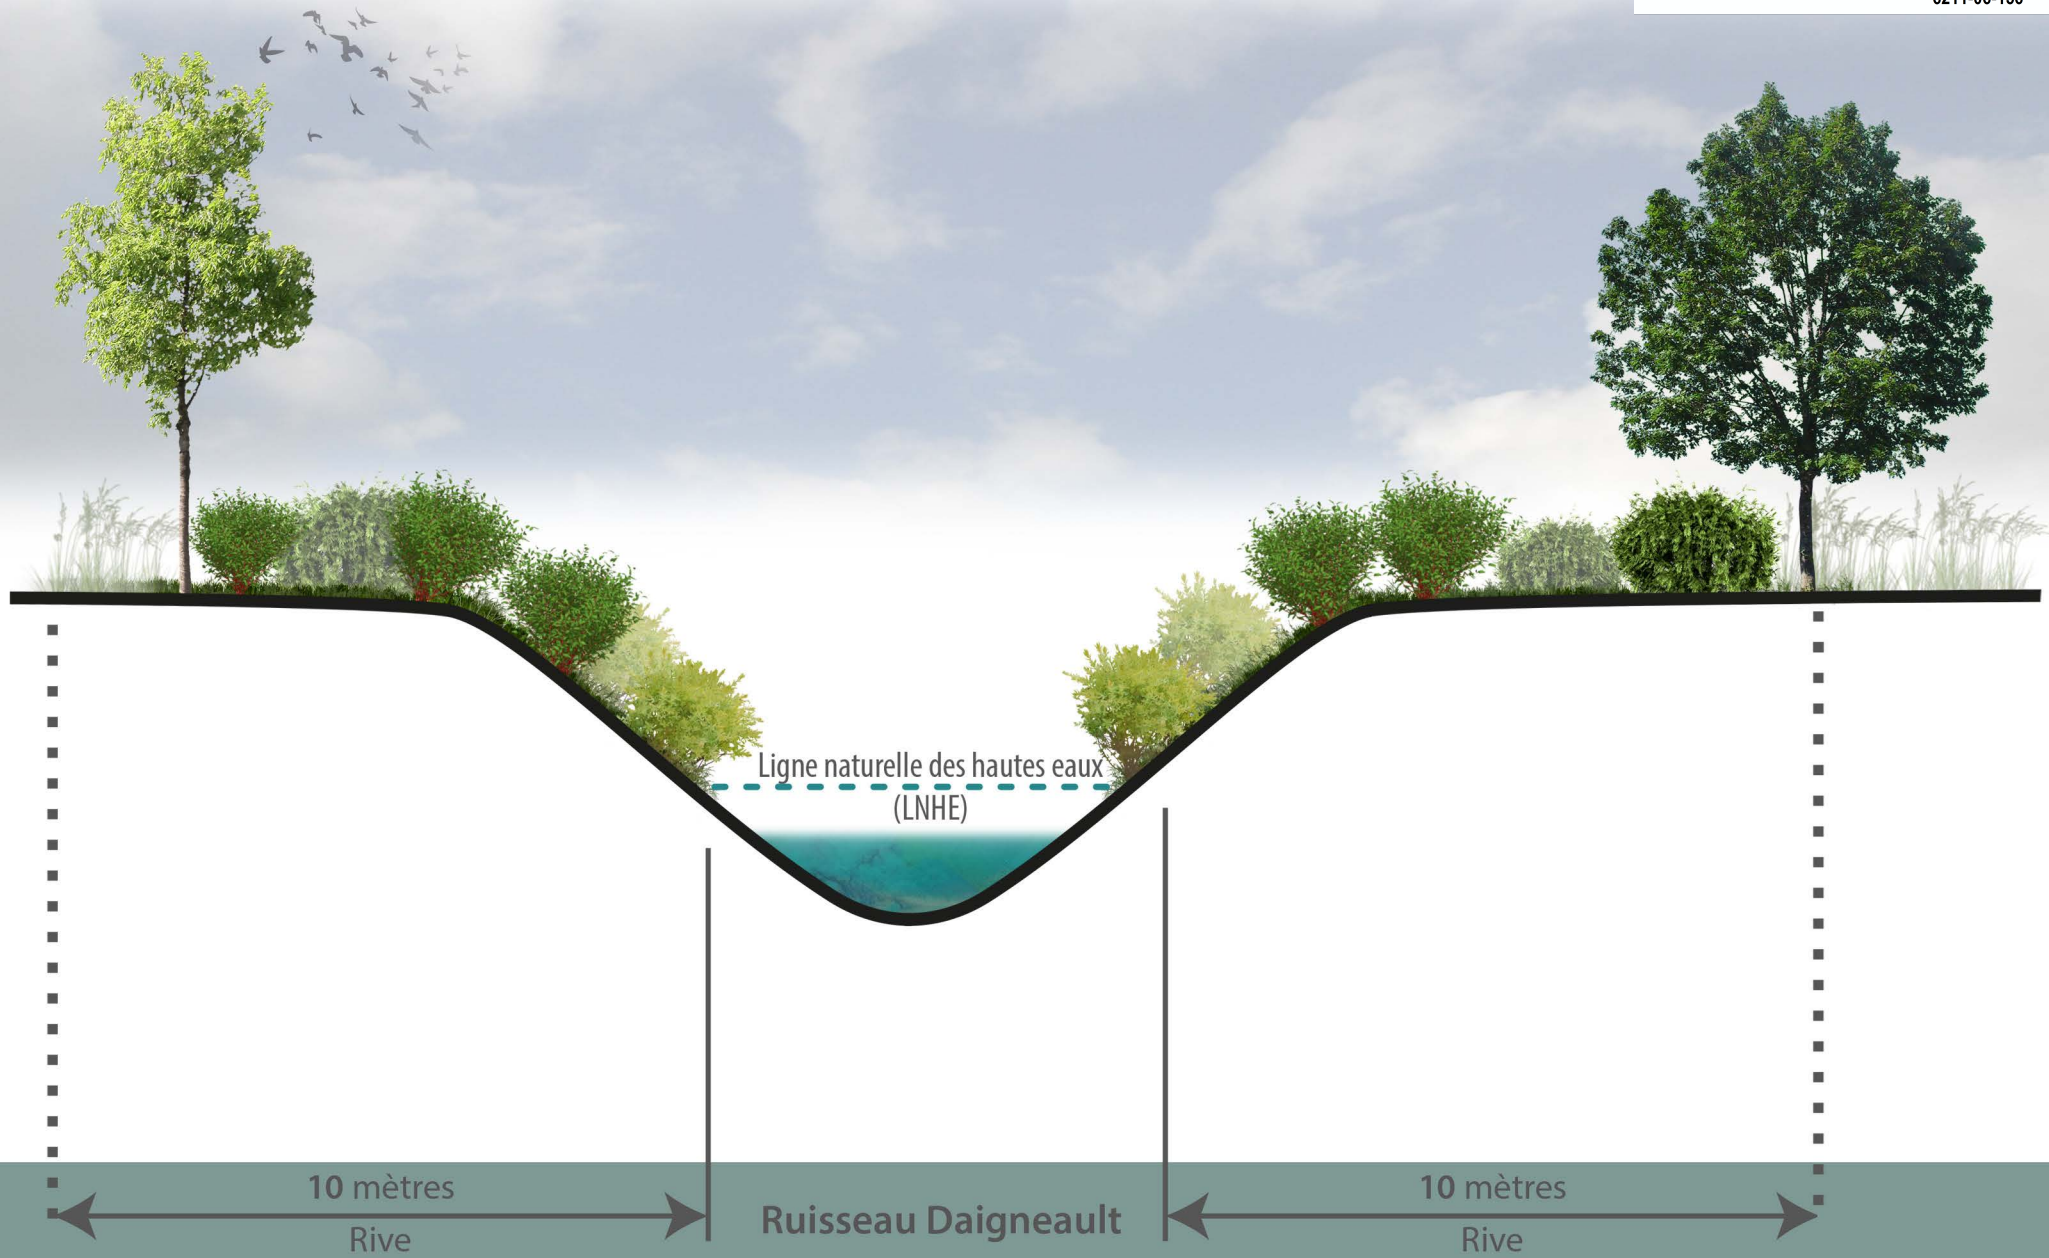 Ligne naturelle des hautes eaux
(LNHE)
10 mètres
Rive
Ruisseau Daigneault
10 mètres
Rive